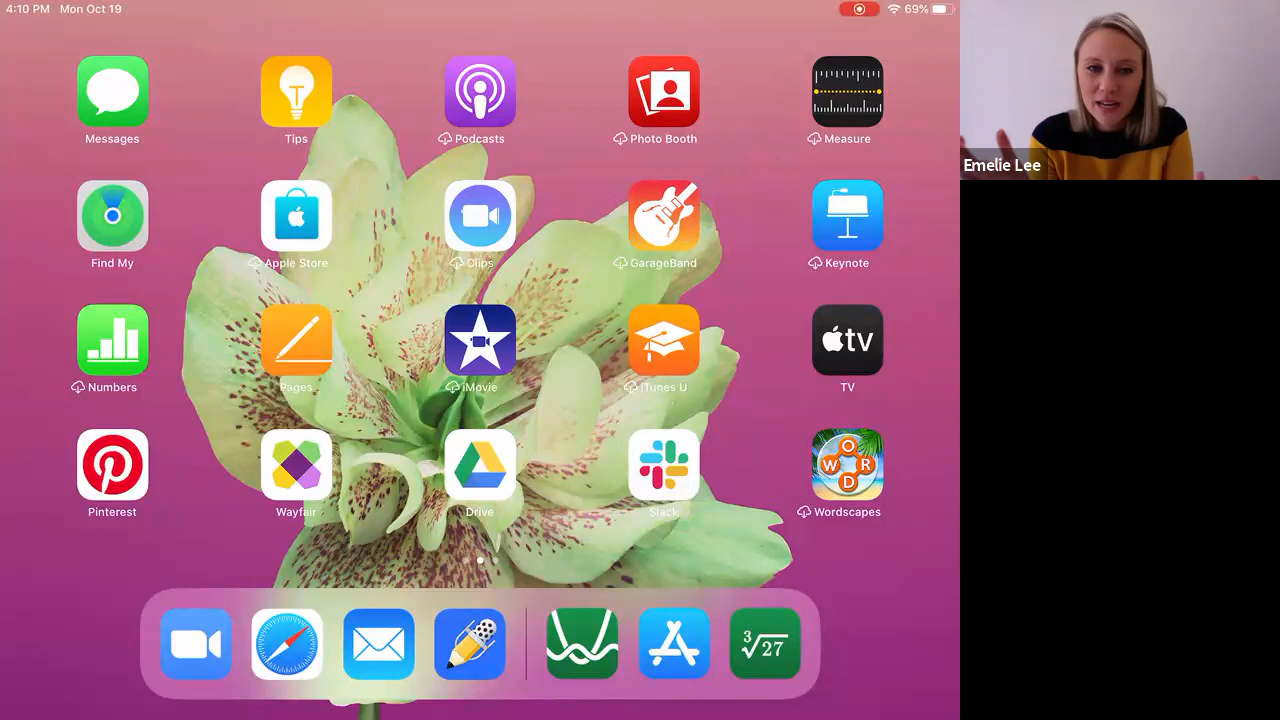 4:10 PM Mon Oct 19 69%
Messages Tips Podcasts Photo Booth Measure
Emelie Lee
Find My Apple Store Clips GarageBand Keynote
tv
Numbers Pages iMovie iTunes U TV
W O R D
Pinterest Wayfair Drive Slack Wordscapes
3√27